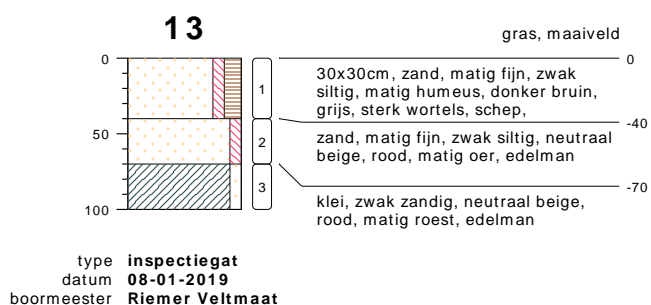 13
gras, maaiveld
0
0
30x30cm, zand, matig fijn, zwak
siltig, matig humeus, donker bruin,
grijs, sterk wortels, schep,
1
-40
50
2
zand, matig fijn, zwak siltig, neutraal
beige, rood, matig oer, edelman
-70
3
klei, zwak zandig, neutraal beige,
rood, matig roest, edelman
100
type inspectiegat
datum 08-01-2019
boormeester Riemer Veltmaat